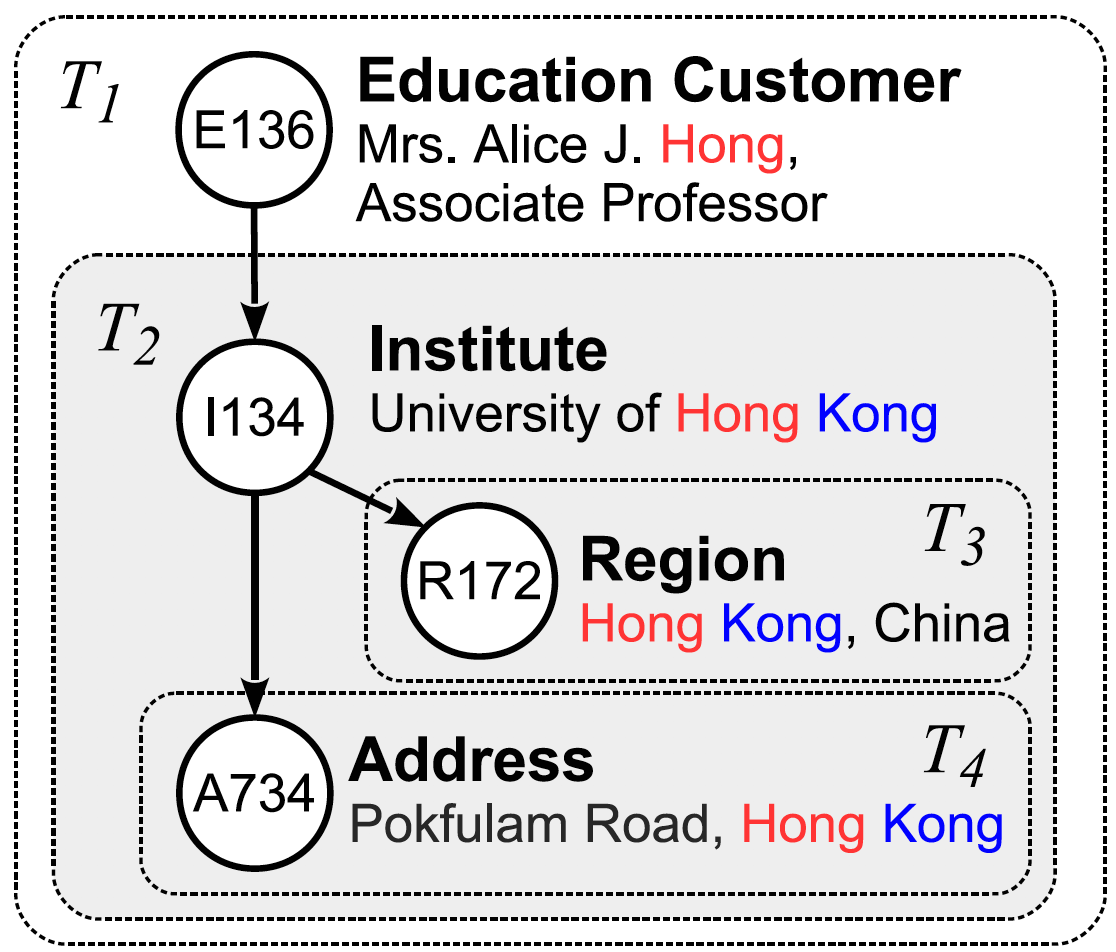 T1
E136
Education Customer
Mrs. Alice J. Hong,
Associate Professor
T2
I134
Institute
University of Hong Kong
T3
R172
Region
Hong Kong, China
T4
A734
Address
Pokfulam Road, Hong Kong